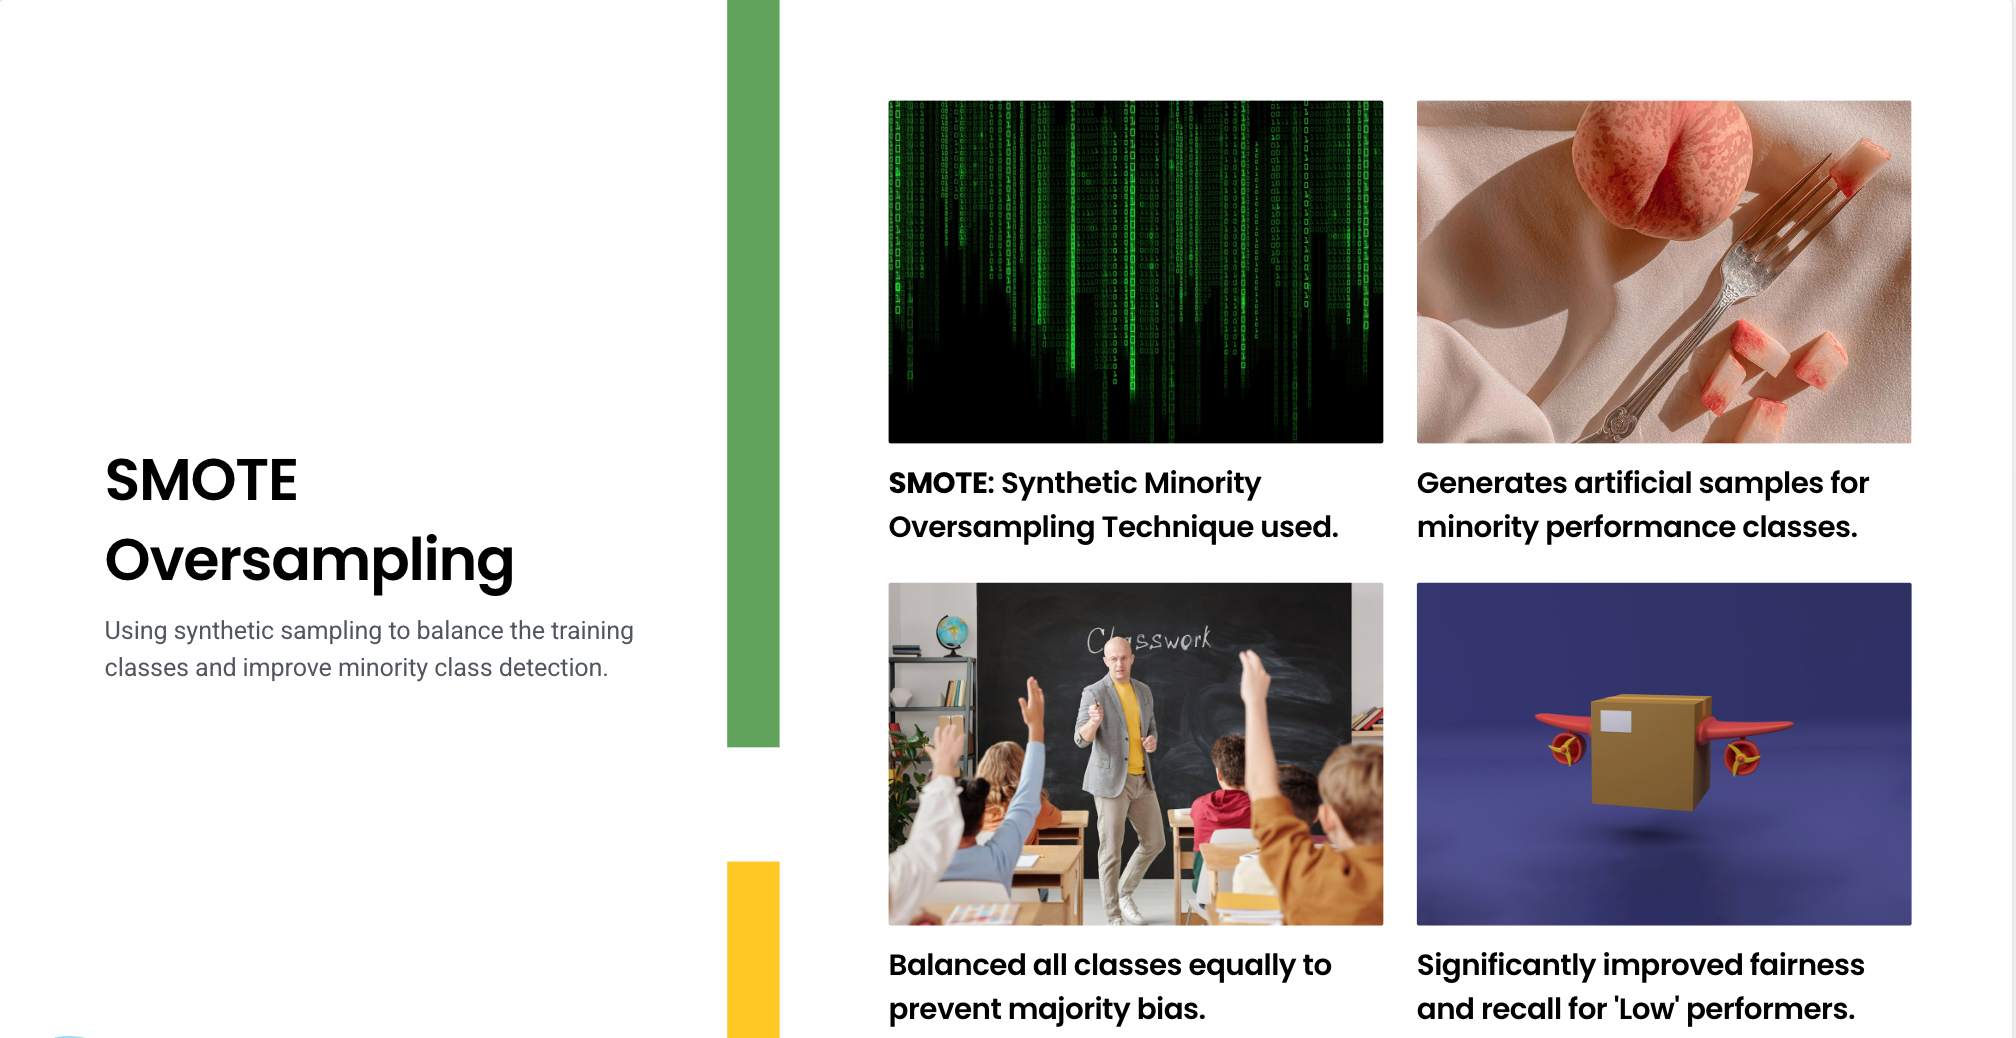 SMOTE
Oversampling
Using synthetic sampling to balance the training
classes and improve minority class detection.
SMOTE: Synthetic Minority
Oversampling Technique used.
Generates artificial samples for
minority performance classes.
Classwork
Balanced all classes equally to
prevent majority bias.
Significantly improved fairness
and recall for 'Low' performers.